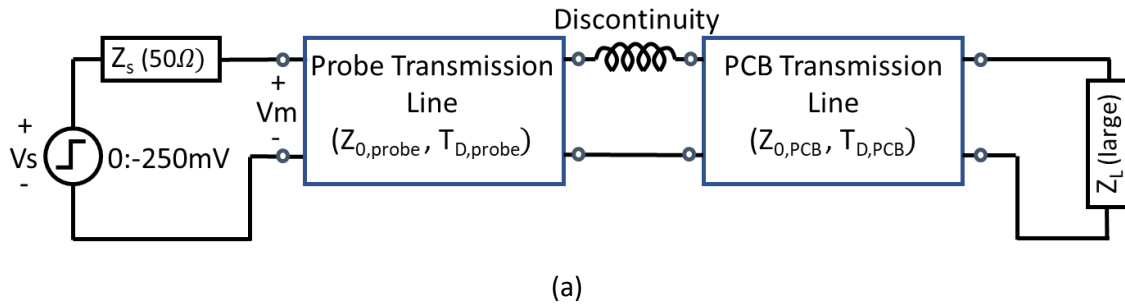 Discontinuity
Z_s (50Ω)
+
Vs
-
0:-250mV
+
Vm
-
Probe Transmission
Line
(Z_0,probe , T_D,probe)
PCB Transmission
Line
(Z_0,PCB, T_D,PCB)
Z_L (large)
(a)